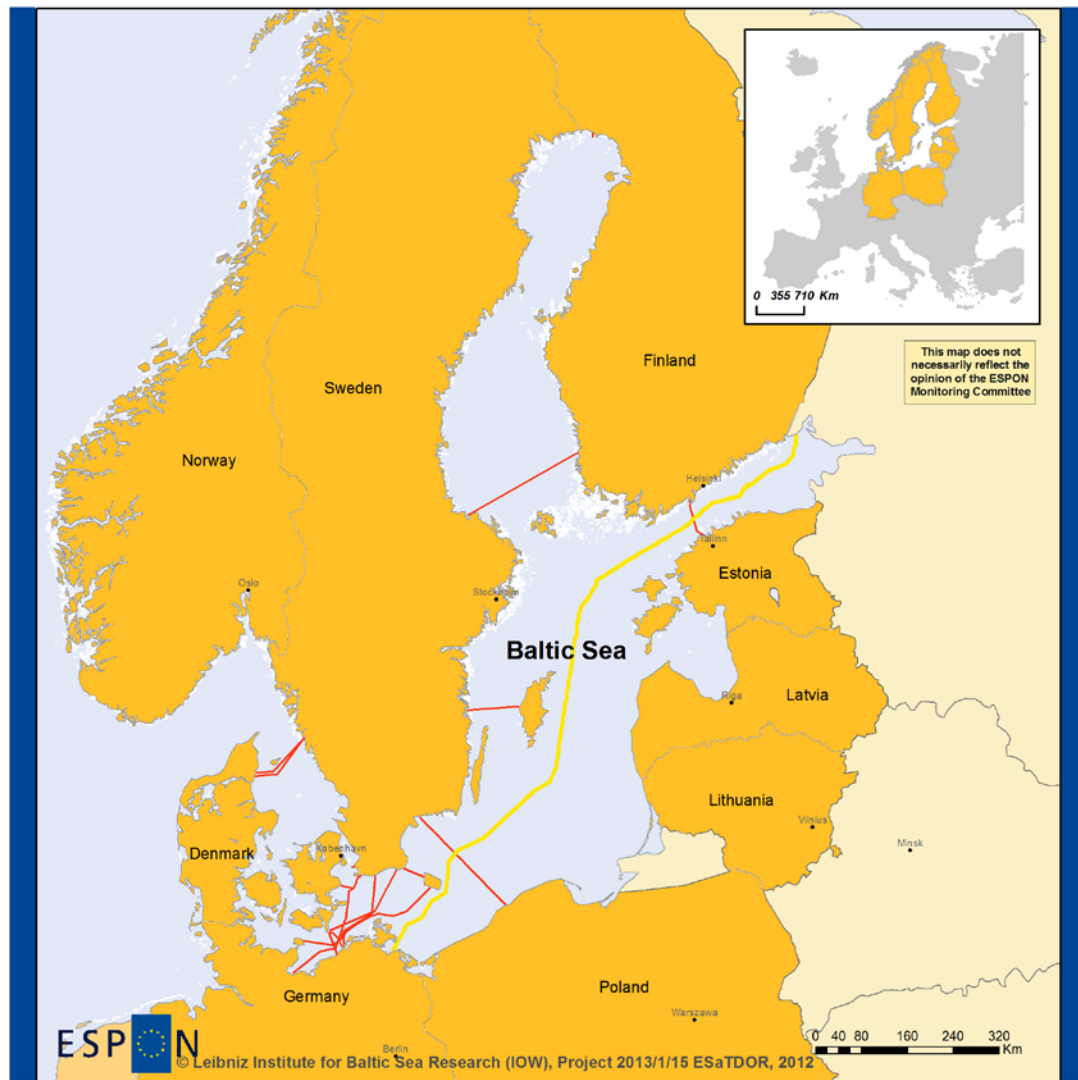 0 355 710 Km
This map does not
necessarily reflect the
opinion of the ESPON
Monitoring Committee
Finland
Sweden
Norway
Helsinki
Tallinn
Estonia
Oslo
Stockholm
Baltic Sea
Riga
Latvia
Lithuania
Vilnius
Denmark
København
Minsk
Poland
Germany
Warszawa
Berlin
ESPON
0 40 80 160 240 320
Km
© Leibniz Institute for Baltic Sea Research (IOW), Project 2013/1/15 ESaTDOR, 2012